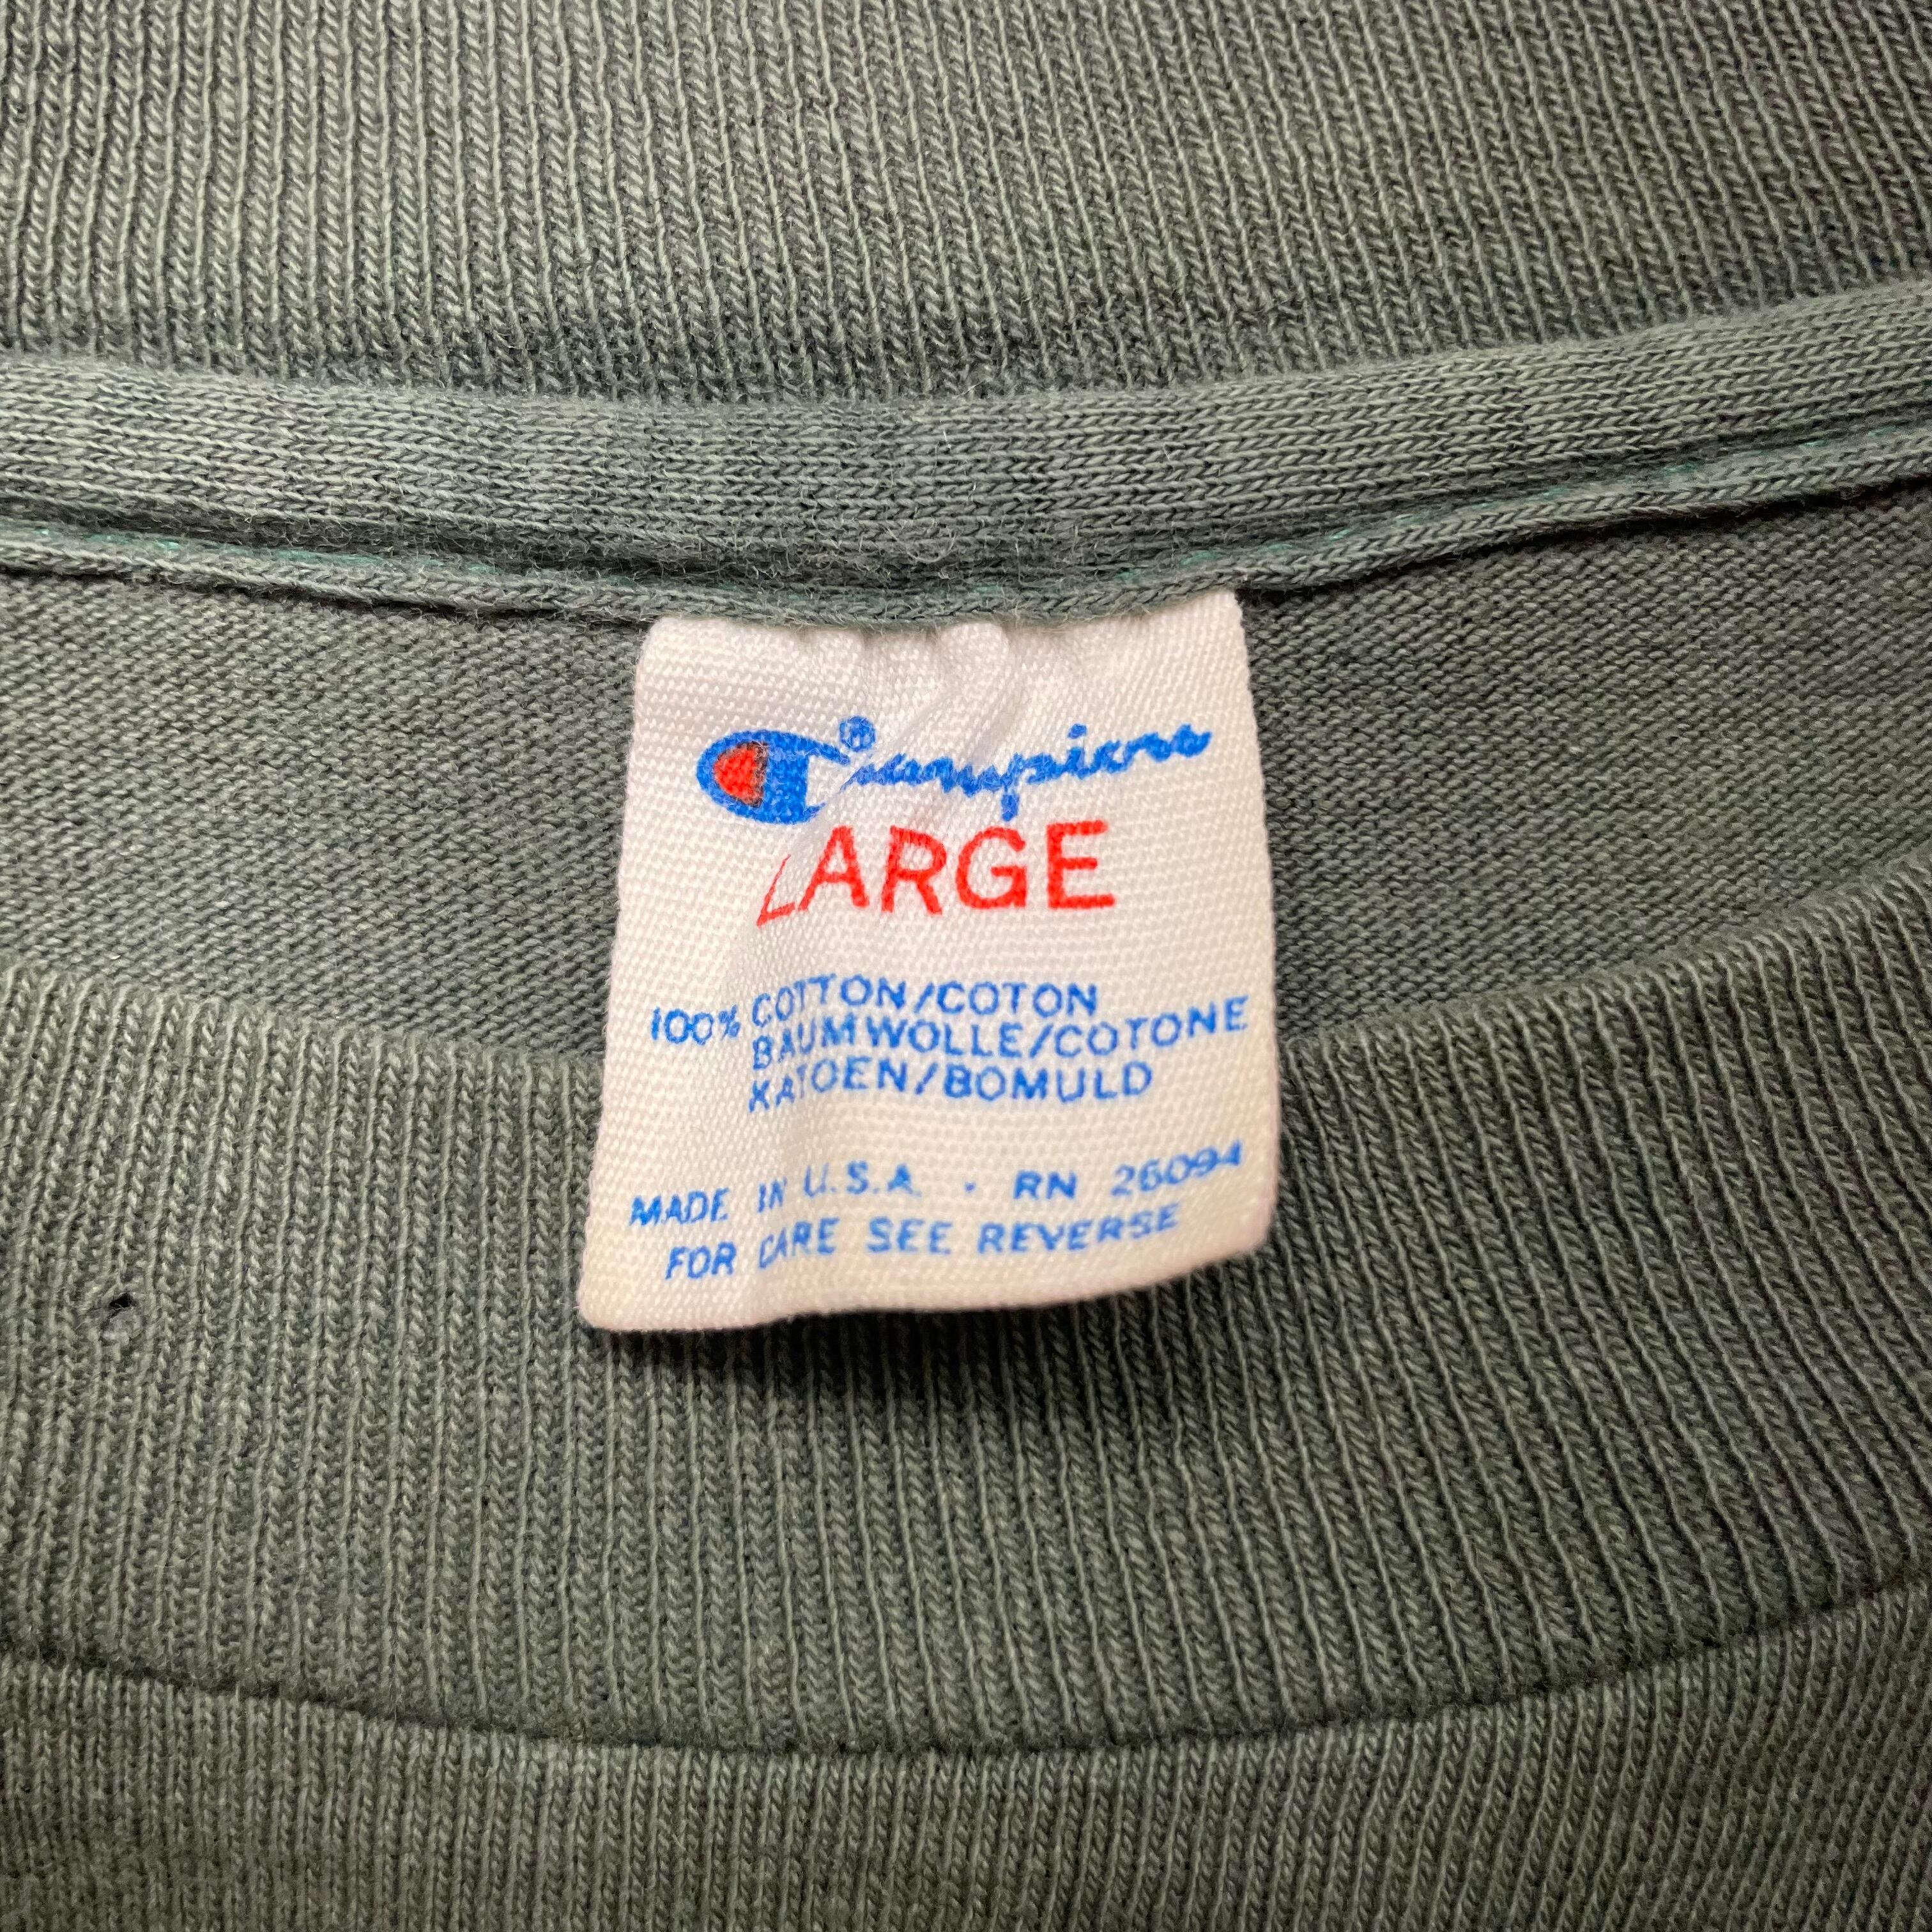 Champion®
LARGE
100% COTTON/COTON
BAUMWOLLE/COTONE
KATOEN/BOMULD
MADE IN U.S.A. · RN 26094
FOR CARE SEE REVERSE